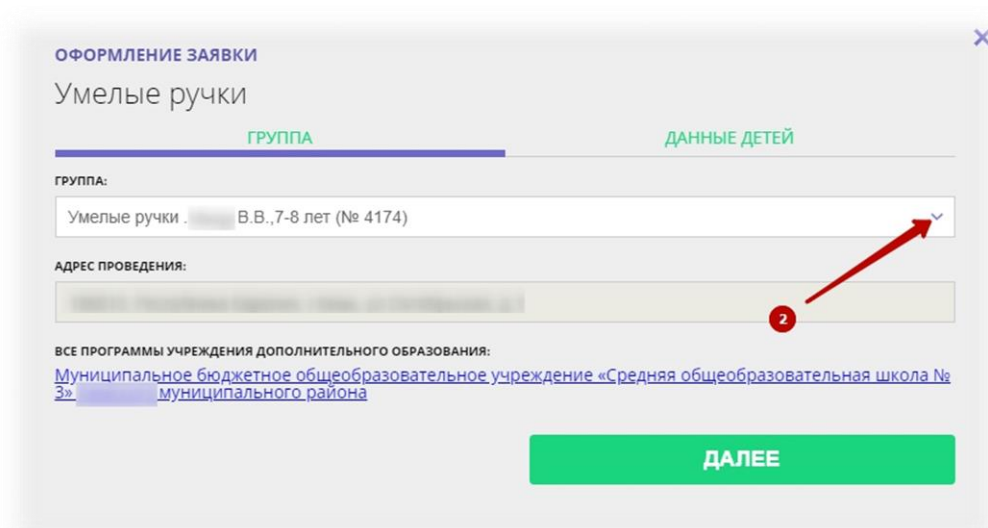 ОФОРМЛЕНИЕ ЗАЯВКИ
Умелые ручки
ГРУППА ДАННЫЕ ДЕТЕЙ
ГРУППА:
Умелые ручки . В.В.,7-8 лет (№ 4174)
АДРЕС ПРОВЕДЕНИЯ:
2
ВСЕ ПРОГРАММЫ УЧРЕЖДЕНИЯ ДОПОЛНИТЕЛЬНОГО ОБРАЗОВАНИЯ:
Муниципальное бюджетное общеобразовательное учреждение «Средняя общеобразовательная школа №
3» муниципального района
ДАЛЕЕ